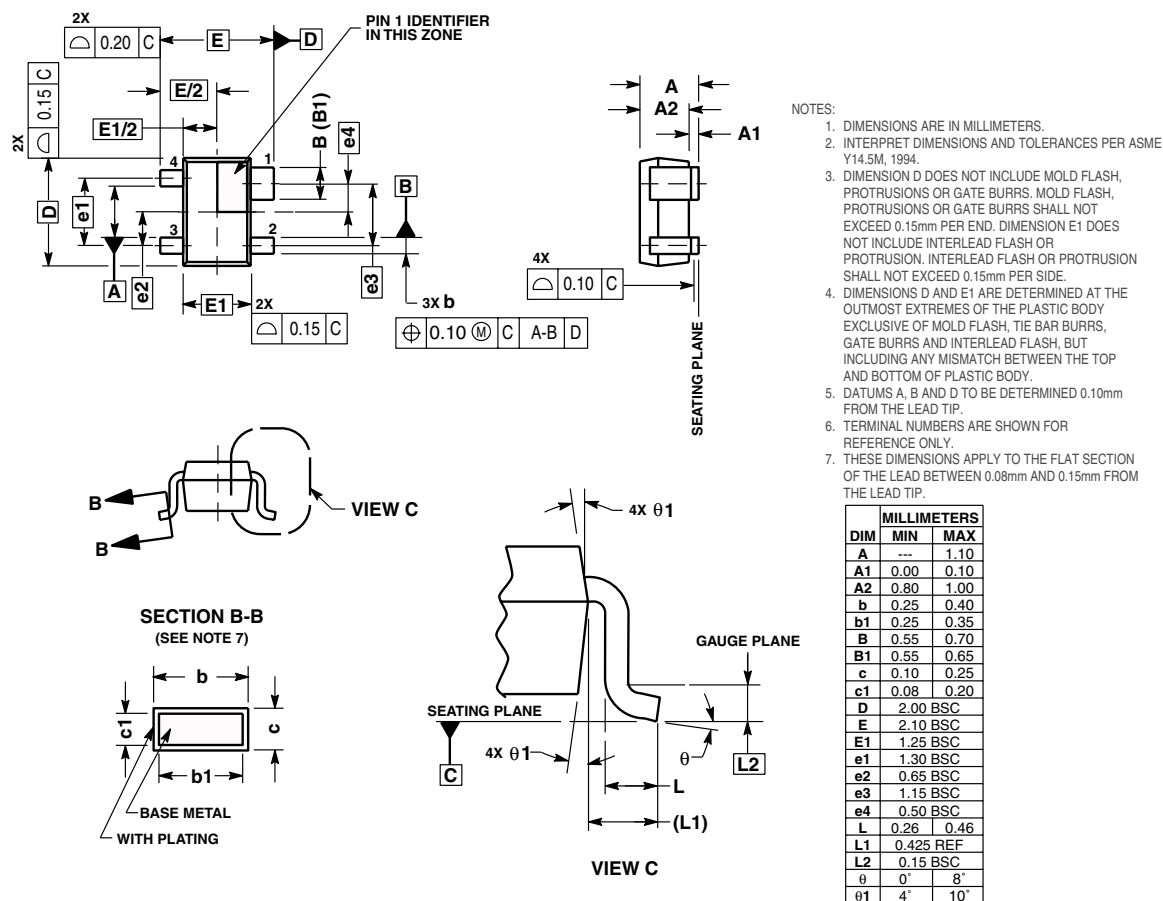 2X
0.20 C
E
D
PIN 1 IDENTIFIER
IN THIS ZONE
2X
0.15 C
E/2
E1/2
B (B1)
e4
4
1
3
2
D
e1
A
e2
B
e3
E1
2X
0.15 C
3X b
⌖ 0.10 Ⓜ C A-B D
A
A2
A1
4X
0.10 C
SEATING PLANE
NOTES:
1. DIMENSIONS ARE IN MILLIMETERS.
2. INTERPRET DIMENSIONS AND TOLERANCES PER ASME
Y14.5M, 1994.
3. DIMENSION D DOES NOT INCLUDE MOLD FLASH,
PROTRUSIONS OR GATE BURRS. MOLD FLASH,
PROTRUSIONS OR GATE BURRS SHALL NOT
EXCEED 0.15mm PER END. DIMENSION E1 DOES
NOT INCLUDE INTERLEAD FLASH OR
PROTRUSION. INTERLEAD FLASH OR PROTRUSION
SHALL NOT EXCEED 0.15mm PER SIDE.
4. DIMENSIONS D AND E1 ARE DETERMINED AT THE
OUTMOST EXTREMES OF THE PLASTIC BODY
EXCLUSIVE OF MOLD FLASH, TIE BAR BURRS,
GATE BURRS AND INTERLEAD FLASH, BUT
INCLUDING ANY MISMATCH BETWEEN THE TOP
AND BOTTOM OF PLASTIC BODY.
5. DATUMS A, B AND D TO BE DETERMINED 0.10mm
FROM THE LEAD TIP.
6. TERMINAL NUMBERS ARE SHOWN FOR
REFERENCE ONLY.
7. THESE DIMENSIONS APPLY TO THE FLAT SECTION
OF THE LEAD BETWEEN 0.08mm AND 0.15mm FROM
THE LEAD TIP.
B
B
VIEW C
SECTION B-B
(SEE NOTE 7)
b
c1
c
b1
BASE METAL
WITH PLATING
4X θ1
GAUGE PLANE
SEATING PLANE
C
4X θ1
θ
L2
L
(L1)
VIEW C
MILLIMETERS
DIM MIN MAX
A --- 1.10
A1 0.00 0.10
A2 0.80 1.00
b 0.25 0.40
b1 0.25 0.35
B 0.55 0.70
B1 0.55 0.65
c 0.10 0.25
c1 0.08 0.20
D 2.00 BSC
E 2.10 BSC
E1 1.25 BSC
e1 1.30 BSC
e2 0.65 BSC
e3 1.15 BSC
e4 0.50 BSC
L 0.26 0.46
L1 0.425 REF
L2 0.15 BSC
θ 0° 8°
θ1 4° 10°